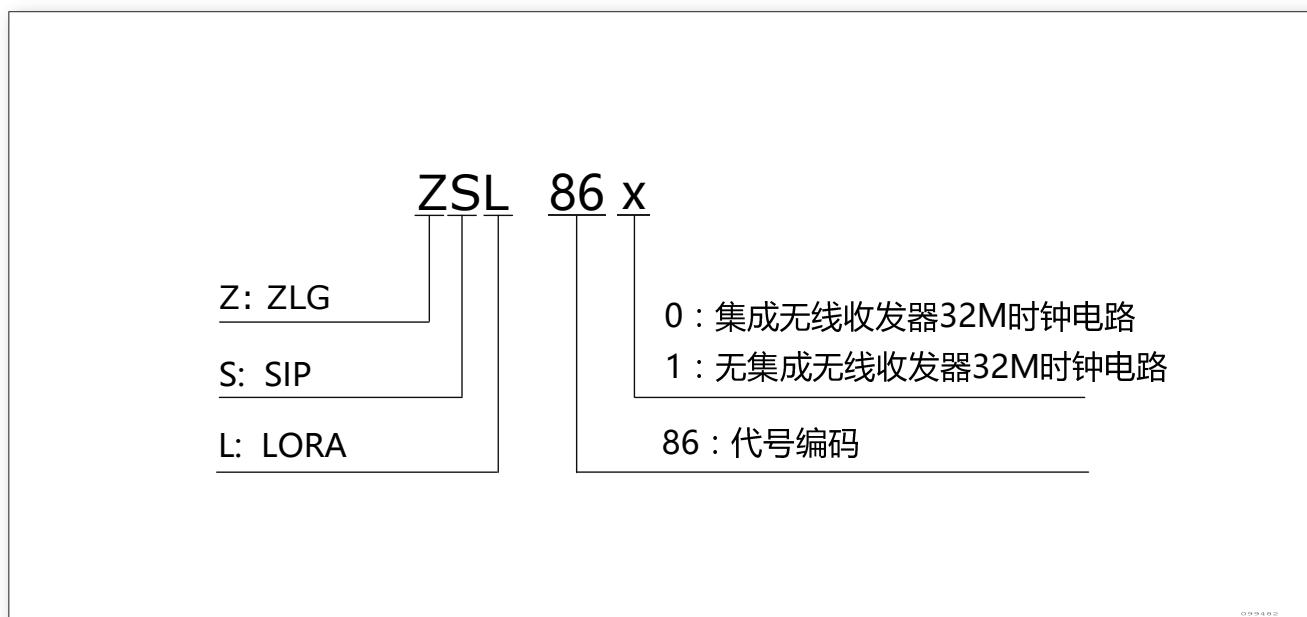 ZSL 86 x
Z: ZLG
0：集成无线收发器32M时钟电路
1：无集成无线收发器32M时钟电路
S: SIP
L: LORA
86：代号编码
099482